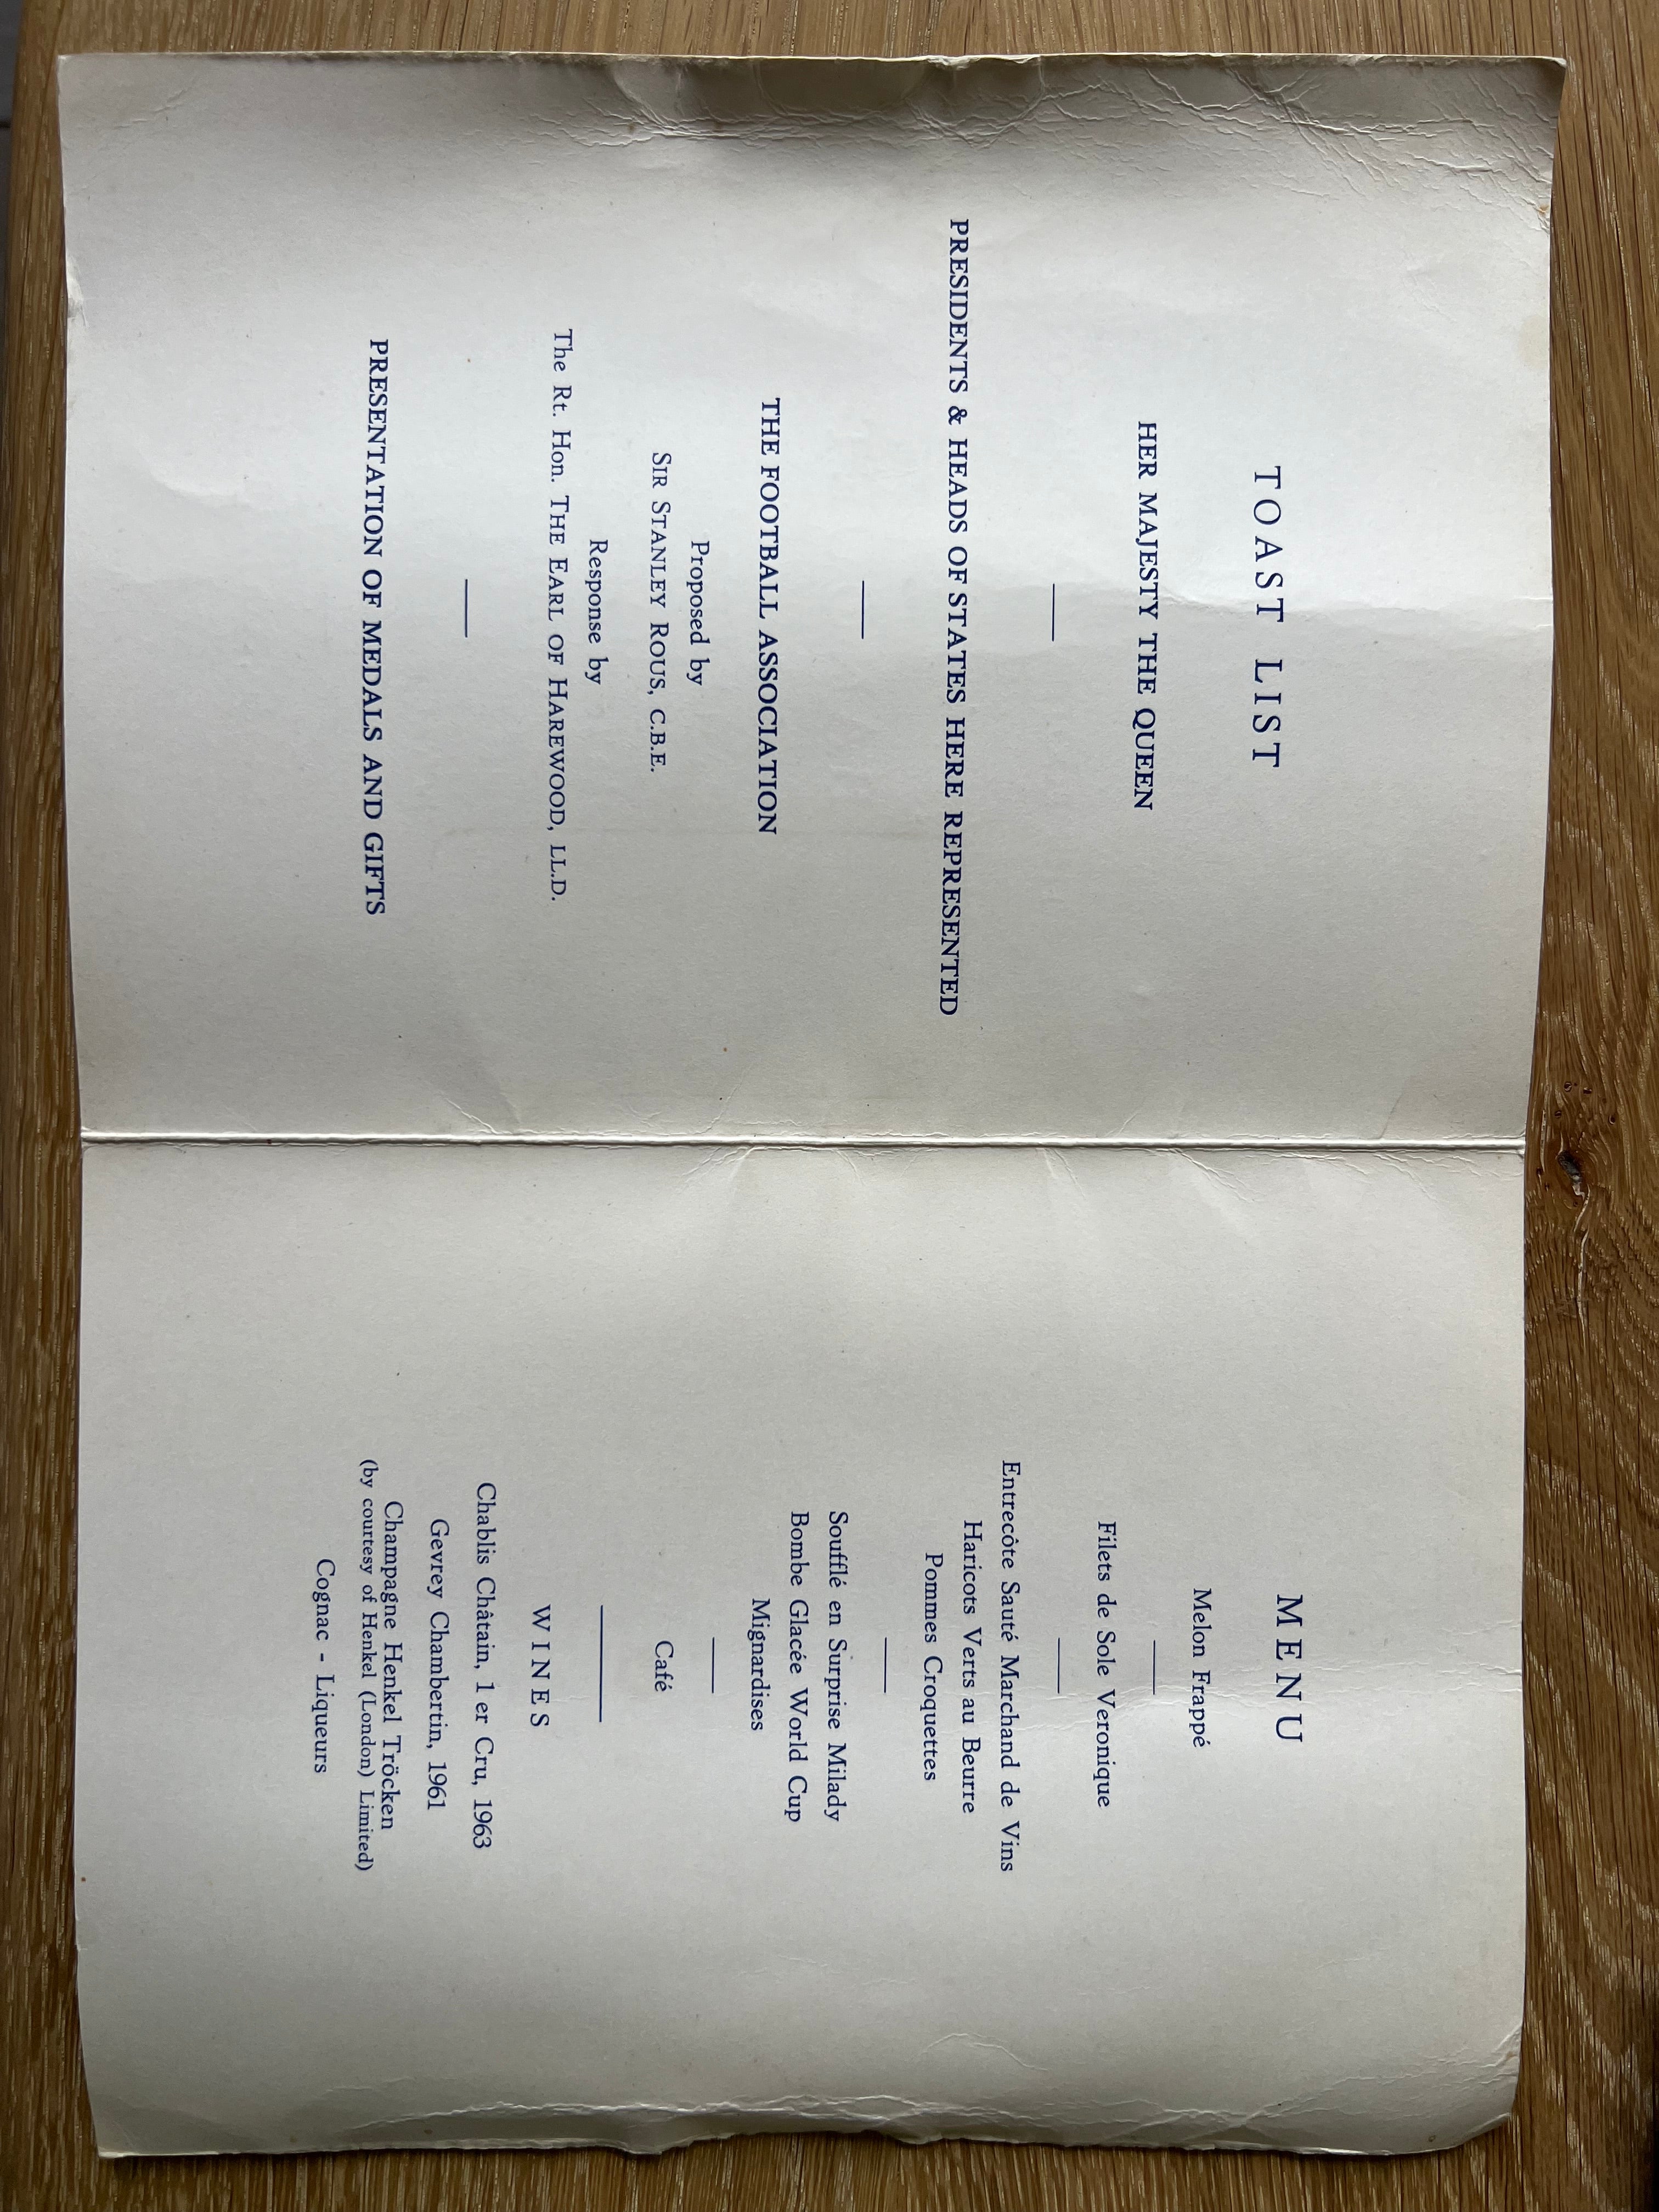 TOAST LIST
HER MAJESTY THE QUEEN
PRESIDENTS & HEADS OF STATES HERE REPRESENTED
THE FOOTBALL ASSOCIATION
Proposed by
SIR STANLEY ROUS, C.B.E.
Response by
The Rt. Hon. THE EARL OF HAREWOOD, LL.D.
PRESENTATION OF MEDALS AND GIFTS
MENU
Melon Frappé
Filets de Sole Veronique
Entrecôte Sauté Marchand de Vins
Haricots Verts au Beurre
Pommes Croquettes
Soufflé en Surprise Milady
Bombe Glacée World Cup
Mignardises
Café
WINES
Chablis Châtain, 1 er Cru, 1963
Gevrey Chambertin, 1961
Champagne Henkel Tröcken
(by courtesy of Henkel (London) Limited)
Cognac - Liqueurs